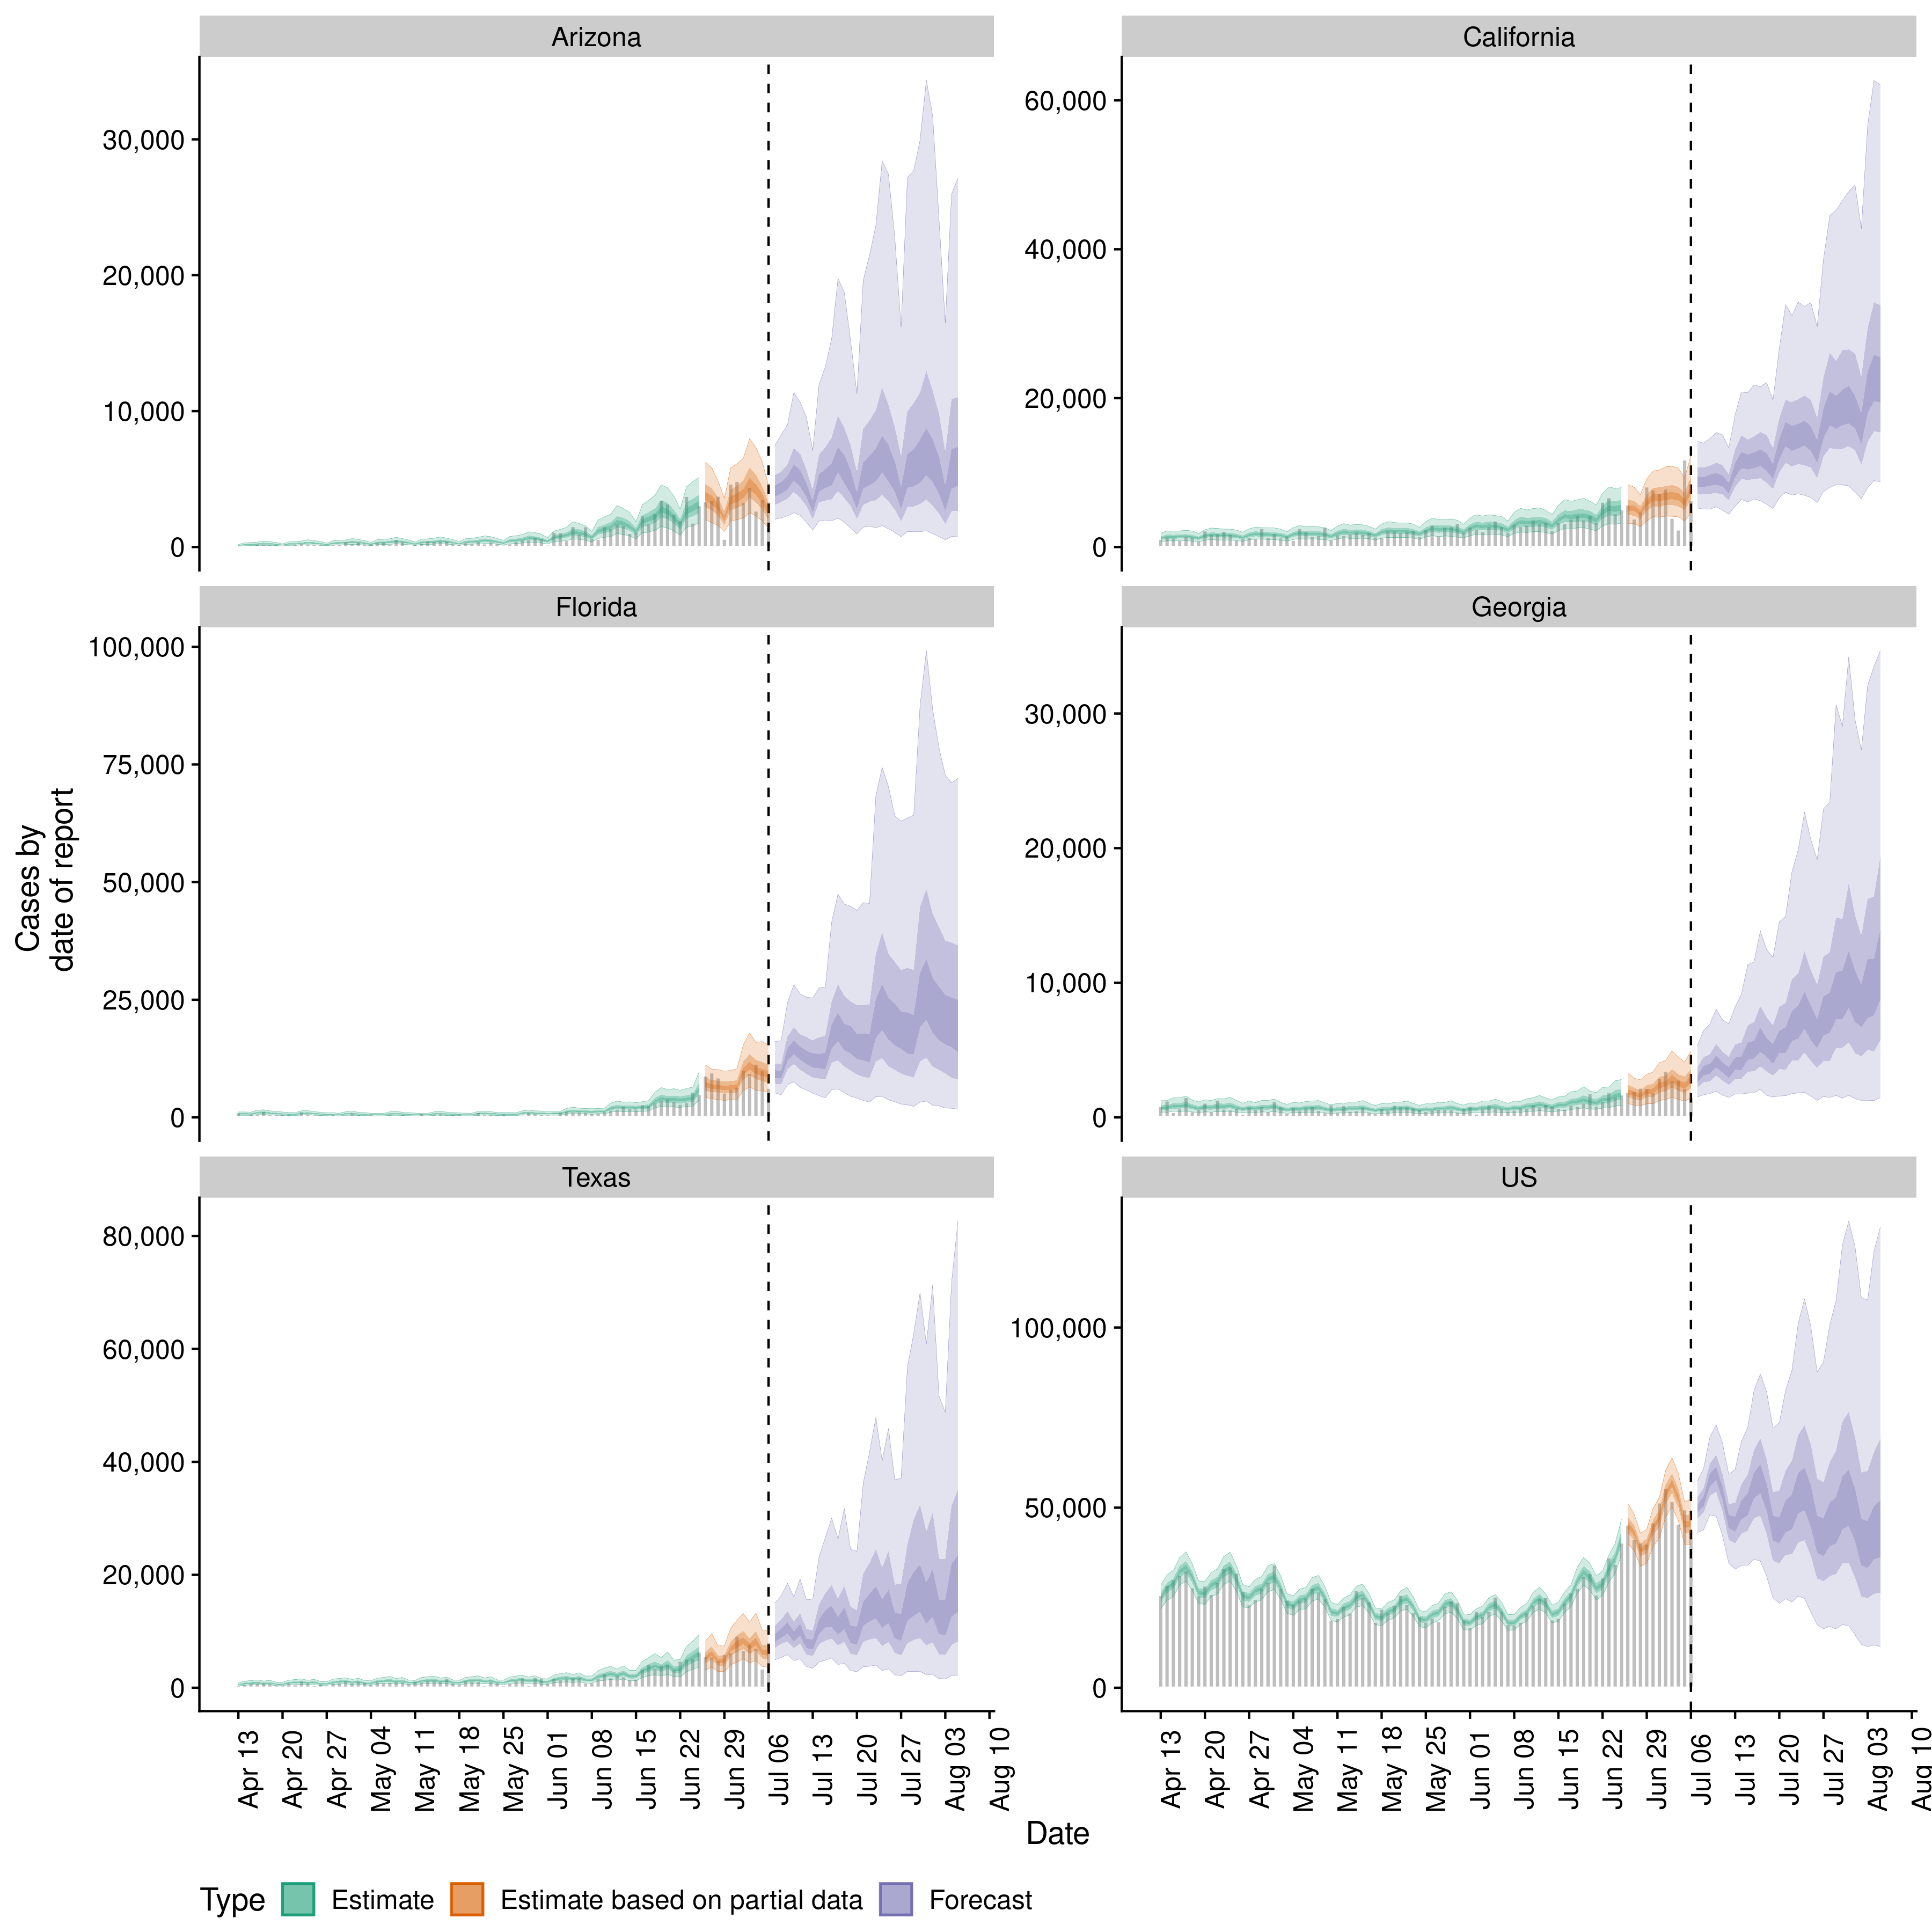 Arizona
California
30,000
20,000
10,000
0
60,000
40,000
20,000
0
Florida
Georgia
100,000
75,000
50,000
25,000
0
30,000
20,000
10,000
0
Cases by
date of report
Texas
US
80,000
60,000
40,000
20,000
0
100,000
50,000
0
Apr 13
Apr 20
Apr 27
May 04
May 11
May 18
May 25
Jun 01
Jun 08
Jun 15
Jun 22
Jun 29
Jul 06
Jul 13
Jul 20
Jul 27
Aug 03
Aug 10
Apr 13
Apr 20
Apr 27
May 04
May 11
May 18
May 25
Jun 01
Jun 08
Jun 15
Jun 22
Jun 29
Jul 06
Jul 13
Jul 20
Jul 27
Aug 03
Aug 10
Date
Type Estimate Estimate based on partial data Forecast